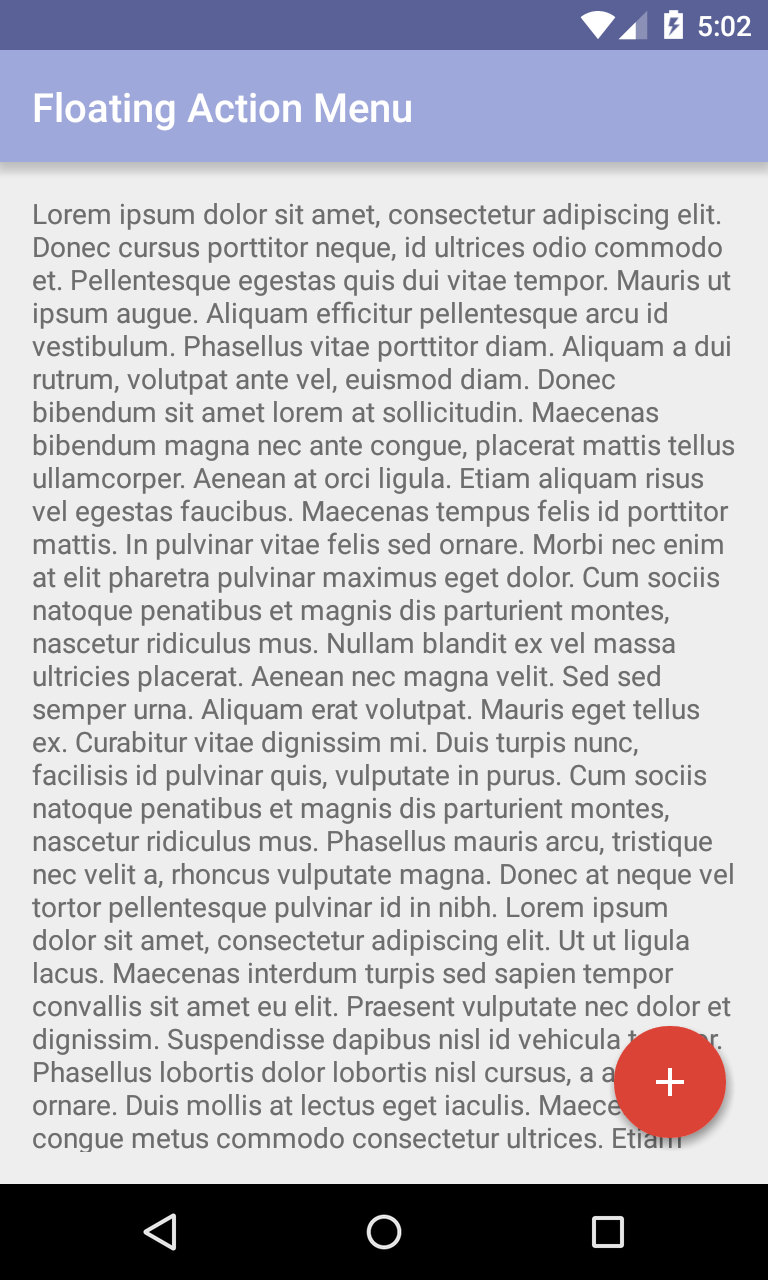 5:02
Floating Action Menu
Lorem ipsum dolor sit amet, consectetur adipiscing elit.
Donec cursus porttitor neque, id ultrices odio commodo
et. Pellentesque egestas quis dui vitae tempor. Mauris ut
ipsum augue. Aliquam efficitur pellentesque arcu id
vestibulum. Phasellus vitae porttitor diam. Aliquam a dui
rutrum, volutpat ante vel, euismod diam. Donec
bibendum sit amet lorem at sollicitudin. Maecenas
bibendum magna nec ante congue, placerat mattis tellus
ullamcorper. Aenean at orci ligula. Etiam aliquam risus
vel egestas faucibus. Maecenas tempus felis id porttitor
mattis. In pulvinar vitae felis sed ornare. Morbi nec enim
at elit pharetra pulvinar maximus eget dolor. Cum sociis
natoque penatibus et magnis dis parturient montes,
nascetur ridiculus mus. Nullam blandit ex vel massa
ultricies placerat. Aenean nec magna velit. Sed sed
semper urna. Aliquam erat volutpat. Mauris eget tellus
ex. Curabitur vitae dignissim mi. Duis turpis nunc,
facilisis id pulvinar quis, vulputate in purus. Cum sociis
natoque penatibus et magnis dis parturient montes,
nascetur ridiculus mus. Phasellus mauris arcu, tristique
nec velit a, rhoncus vulputate magna. Donec at neque vel
tortor pellentesque pulvinar id in nibh. Lorem ipsum
dolor sit amet, consectetur adipiscing elit. Ut ut ligula
lacus. Maecenas interdum turpis sed sapien tempor
convallis sit amet eu elit. Praesent vulputate nec dolor et
dignissim. Suspendisse dapibus nisl id vehicula
Phasellus lobortis dolor lobortis nisl cursus, a
ornare. Duis mollis at lectus eget iaculis.
congue metus commodo consectetur ultrices. Etiam